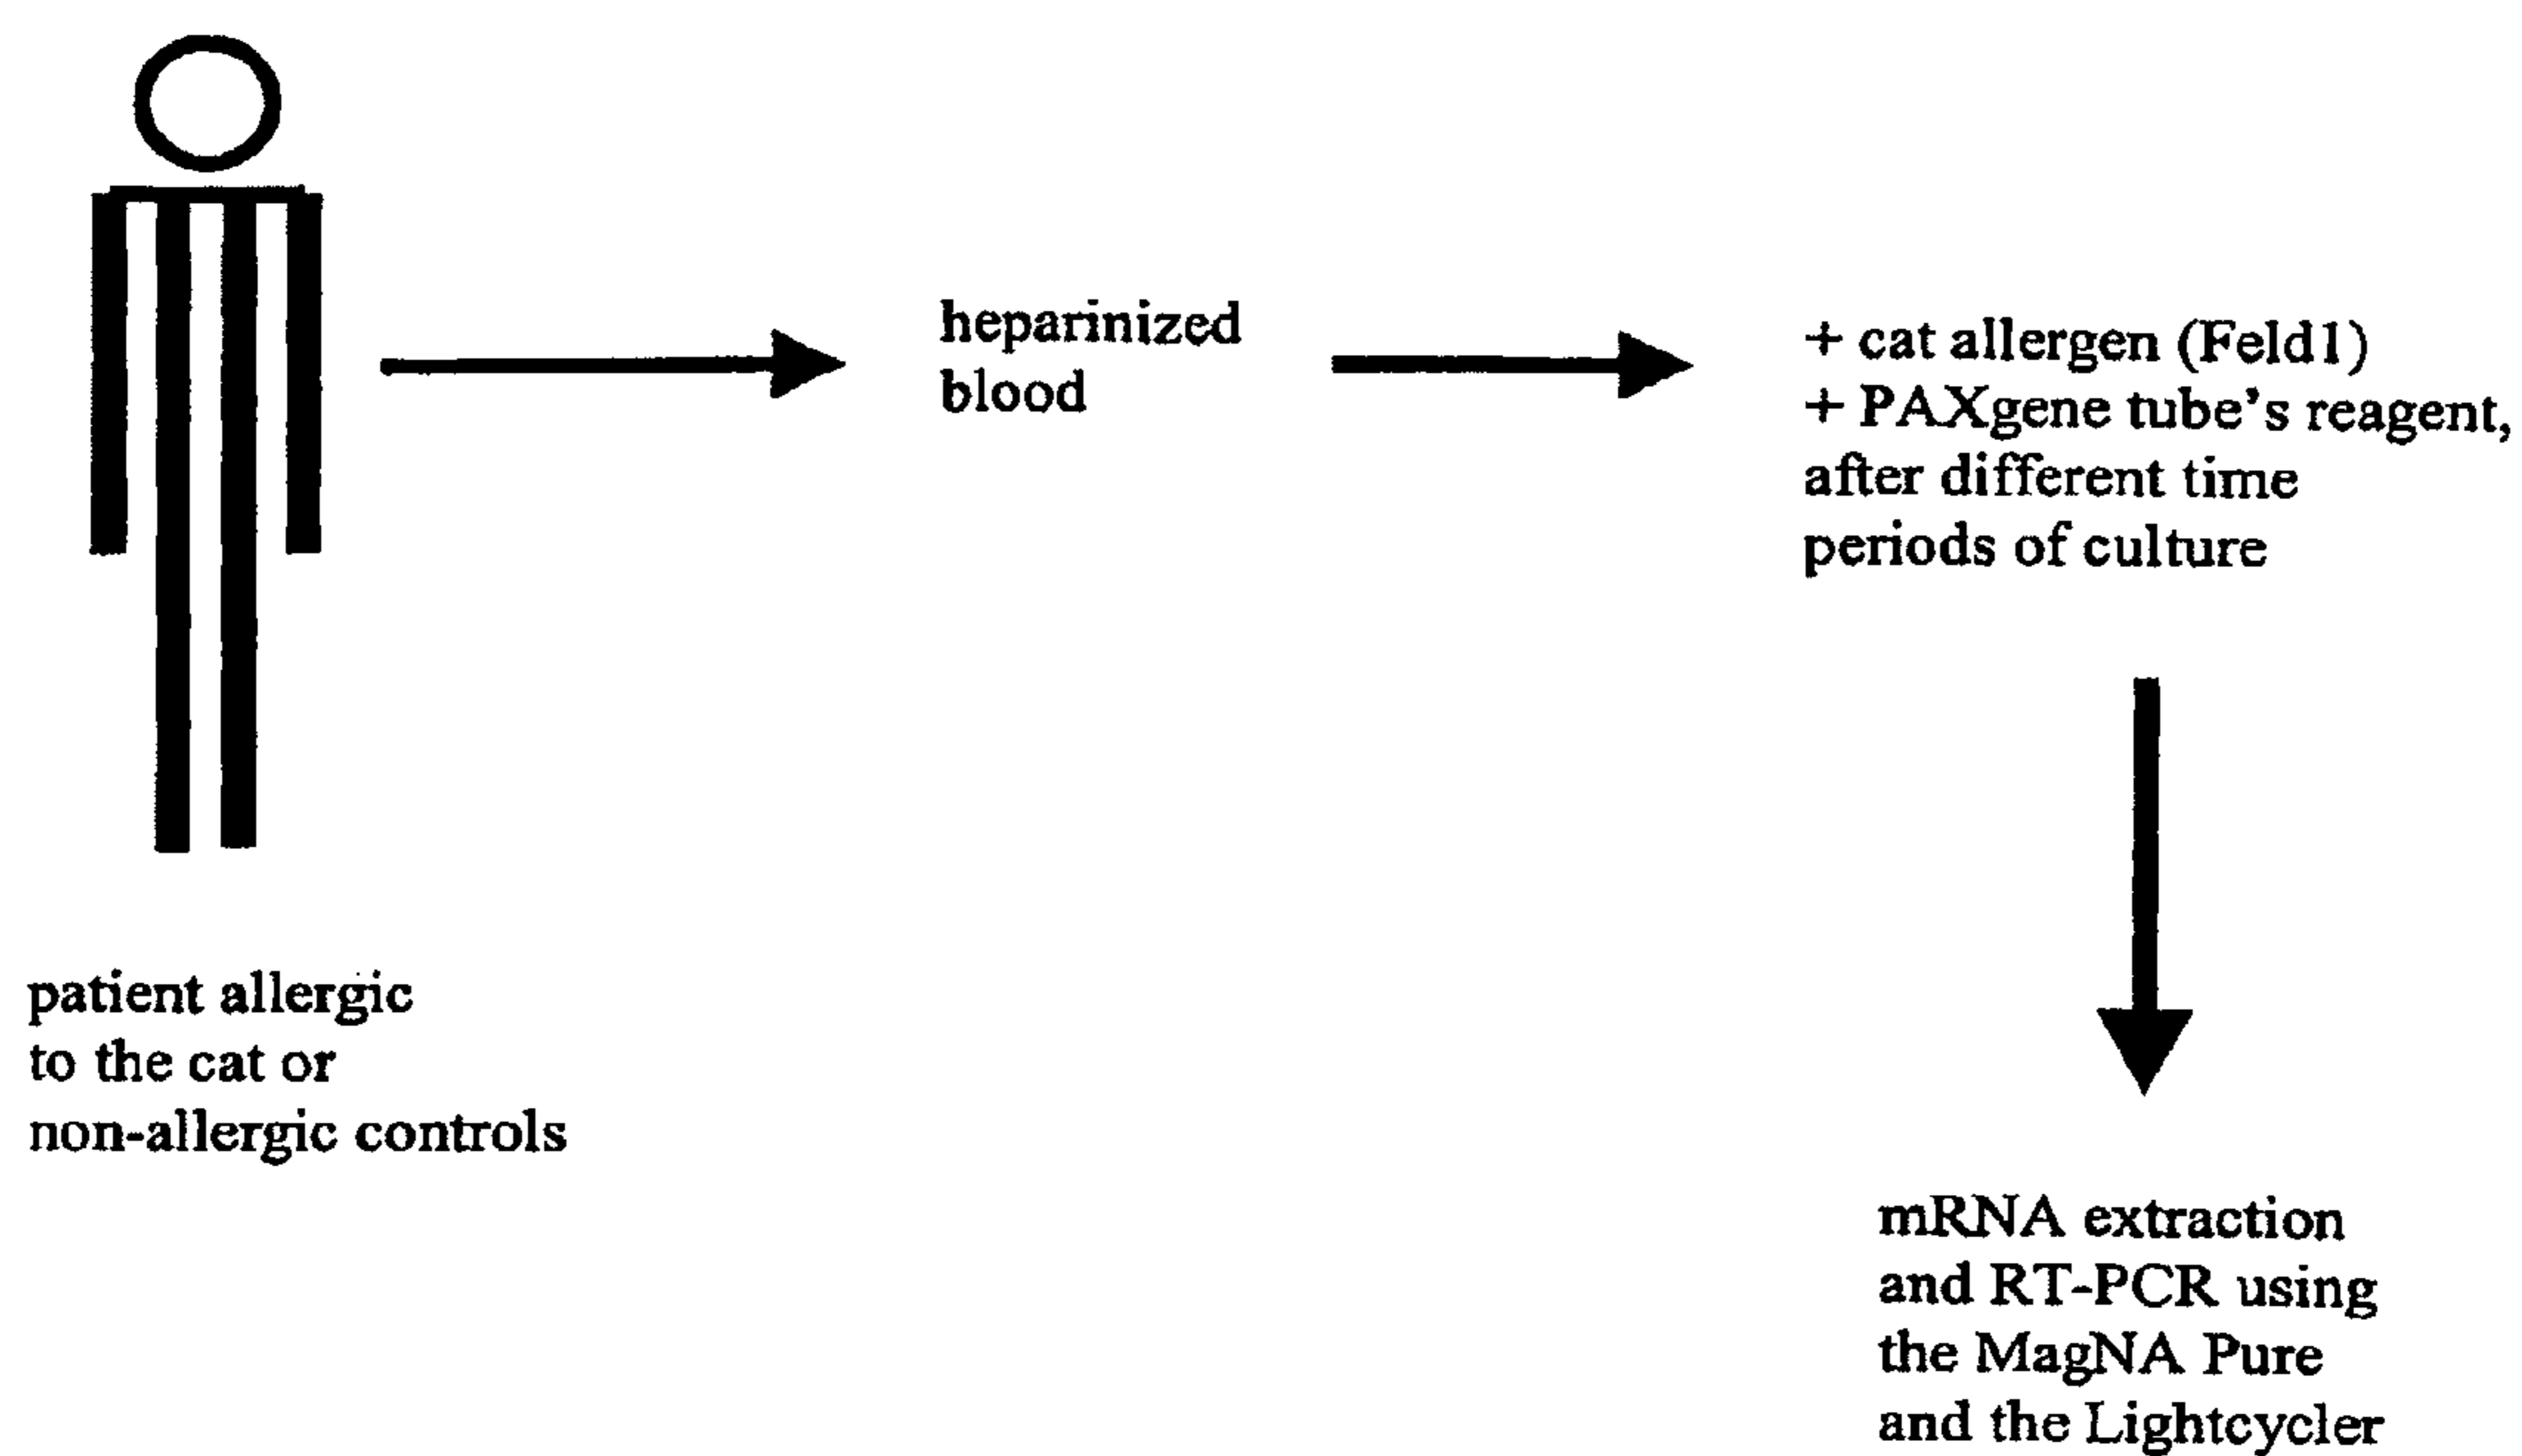 heparinized
blood
+ cat allergen (Feld1)
+ PAXgene tube's reagent,
after different time
periods of culture
patient allergic
to the cat or
non-allergic controls
mRNA extraction
and RT-PCR using
the MagNA Pure
and the Lightcycler